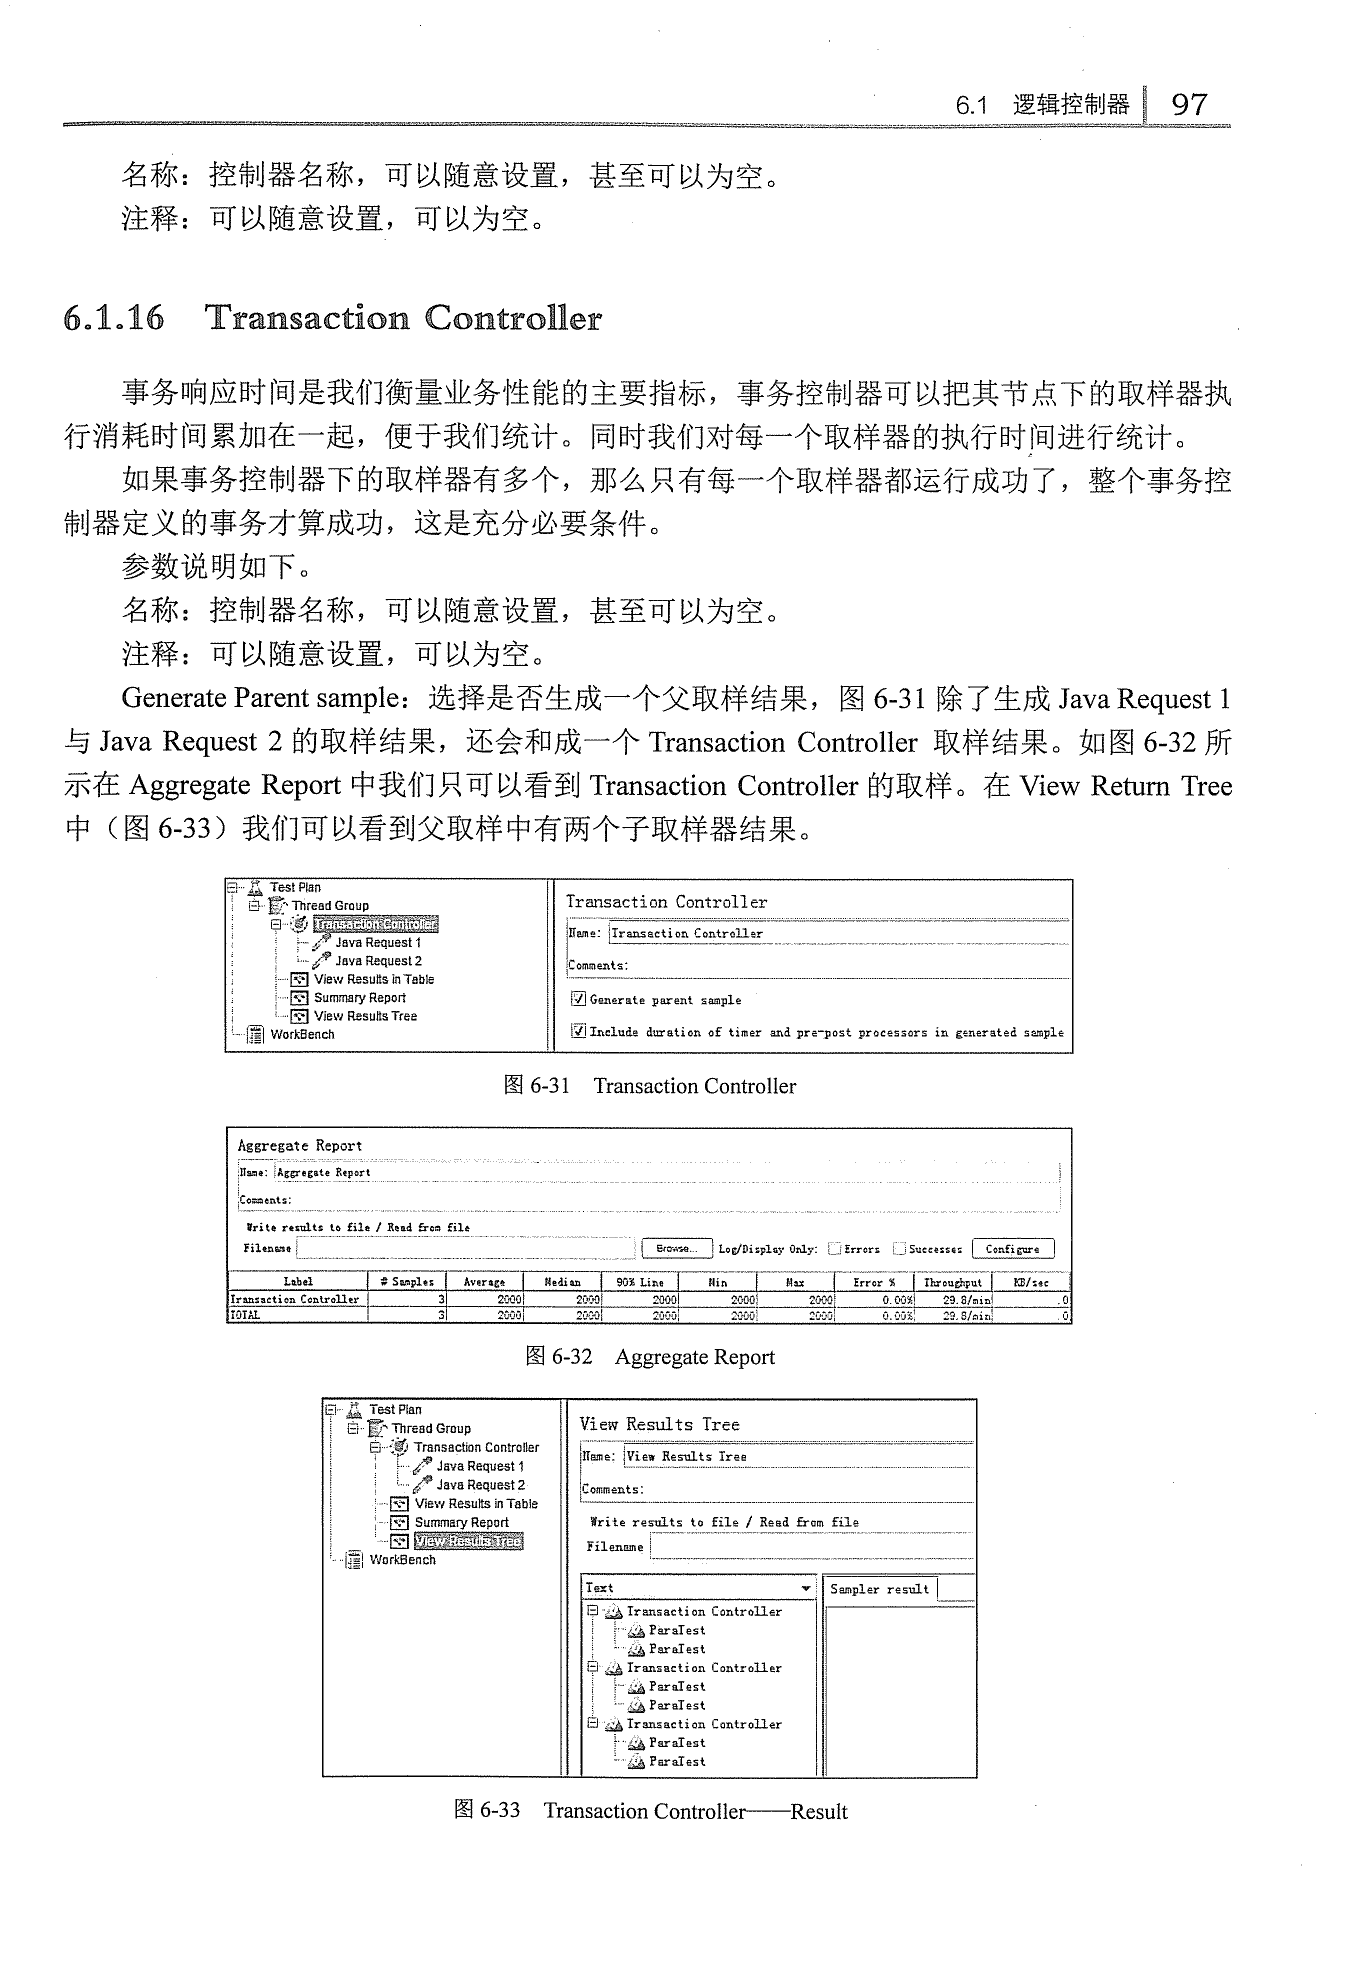 6.1 逻辑控制器 97
名称：控制器名称，可以随意设置，甚至可以为空。
注释：可以随意设置，可以为空。
6.1.16 Transaction Controller
事务响应时间是我们衡量业务性能的主要指标，事务控制器可以把其节点下的取样器执
行消耗时间累加在一起，便于我们统计。同时我们对每一个取样器的执行时间进行统计。
如果事务控制器下的取样器有多个，那么只有每一个取样器都运行成功了，整个事务控
制器定义的事务才算成功，这是充分必要条件。
参数说明如下。
名称：控制器名称，可以随意设置，甚至可以为空。
注释：可以随意设置，可以为空。
Generate Parent sample：选择是否生成一个父取样结果，图 6-31 除了生成 Java Request 1
与 Java Request 2 的取样结果，还会和成一个 Transaction Controller 取样结果。如图 6-32 所
示在 Aggregate Report 中我们只可以看到 Transaction Controller 的取样。在 View Return Tree
中（图 6-33）我们可以看到父取样中有两个子取样器结果。
Test Plan
Thread Group
Transaction Controller
Java Request 1
Java Request 2
View Results in Table
Summary Report
View Results Tree
WorkBench
Transaction Controller
Name: Transaction Controller
Comments:
Generate parent sample
Include duration of timer and pre-post processors in generated sample
图 6-31 Transaction Controller
Aggregate Report
Name: Aggregate Report
Comments:
Write results to file / Read from file
Filename Browse... Log/Display Only: Errors Successes Configure
Label # Samples Average Median 90% Line Min Max Error % Throughput KB/sec
Transaction Controller 3 2000 2000 2000 2000 2000 0.00% 29.8/min .0
TOTAL 3 2000 2000 2000 2000 2000 0.00% 29.8/min .0
图 6-32 Aggregate Report
Test Plan
Thread Group
Transaction Controller
Java Request 1
Java Request 2
View Results in Table
Summary Report
View Results Tree
WorkBench
View Results Tree
Name: View Results Tree
Comments:
Write results to file / Read from file
Filename
Text
Sampler result
Transaction Controller
ParaTest
ParaTest
Transaction Controller
ParaTest
ParaTest
Transaction Controller
ParaTest
ParaTest
图 6-33 Transaction Controller——Result